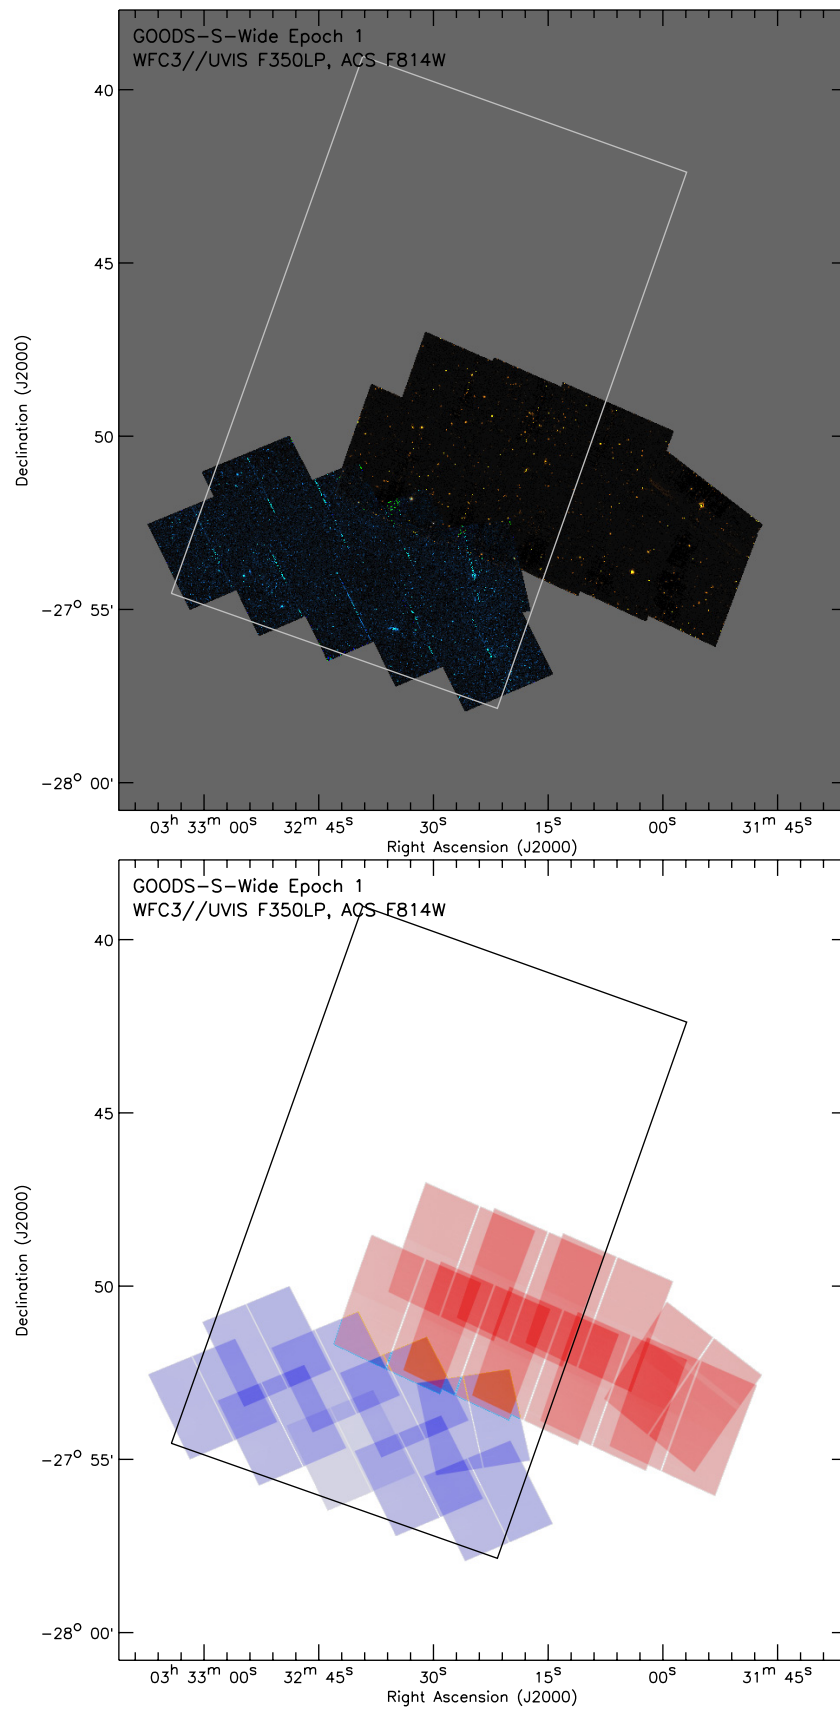 GOODS-S-Wide Epoch 1
WFC3//UVIS F350LP, ACS F814W
40
45
50
-27° 55'
-28° 00'
Declination (J2000)
03h 33m 00s
32m 45s
30s
15s
00s
31m 45s
Right Ascension (J2000)
GOODS-S-Wide Epoch 1
WFC3//UVIS F350LP, ACS F814W
40
45
50
-27° 55'
-28° 00'
Declination (J2000)
03h 33m 00s
32m 45s
30s
15s
00s
31m 45s
Right Ascension (J2000)